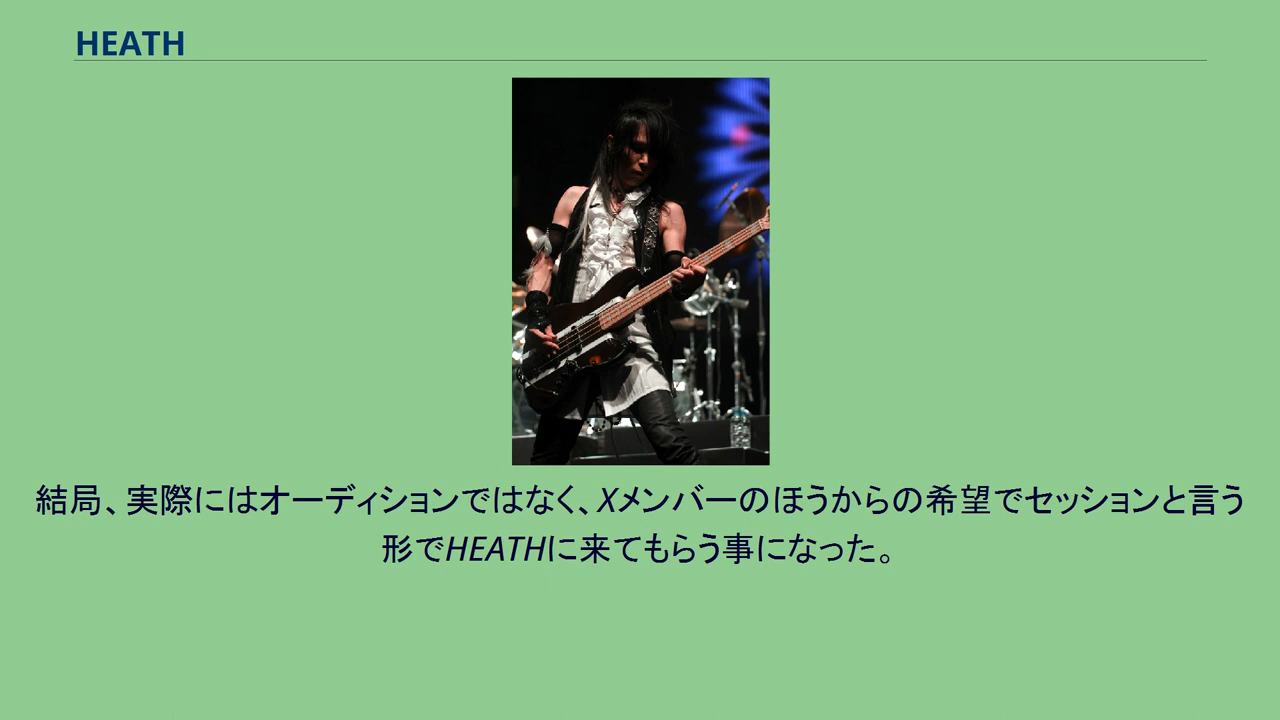 HEATH
結局、実際にはオーディションではなく、Xメンバーのほうからの希望でセッションと言う
形でHEATHに来てもらう事になった。